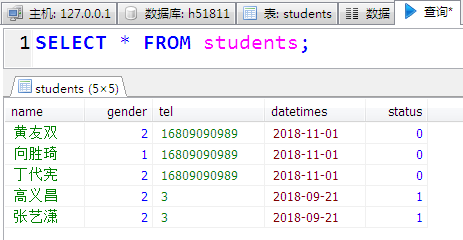 主机: 127.0.0.1 数据库: h51811 表: students 数据 查询*
1 SELECT * FROM students;
students (5×5)
name gender tel datetimes status
黄友双 2 16809090989 2018-11-01 0
向胜琦 1 16809090989 2018-11-01 0
丁代宪 2 16809090989 2018-11-01 0
高义昌 2 3 2018-09-21 1
张艺潇 2 3 2018-09-21 1